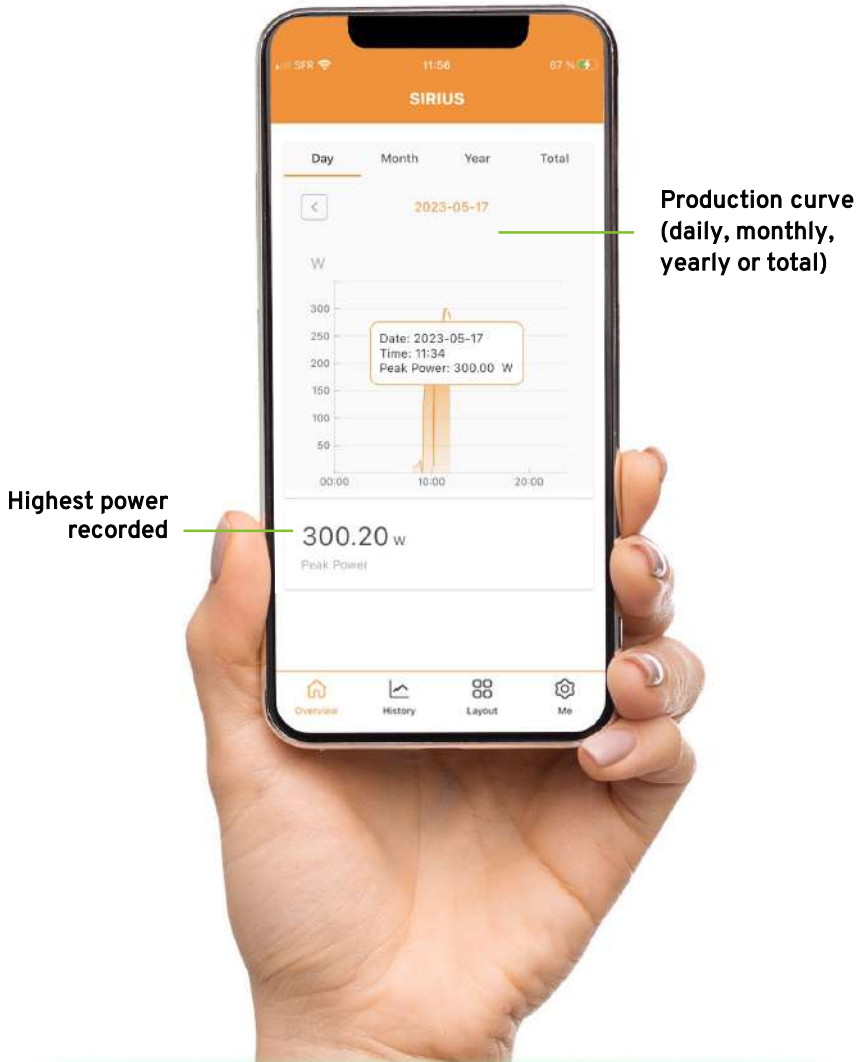 SFR 11:56 67 %
SIRIUS
Day Month Year Total
<
2023-05-17
Production curve
(daily, monthly,
yearly or total)
W
300
250
200
150
100
50
Date: 2023-05-17
Time: 11:34
Peak Power: 300.00 W
00:00 10:00 20:00
Highest power
recorded
300.20 W
Peak Power
Overview History Layout Me